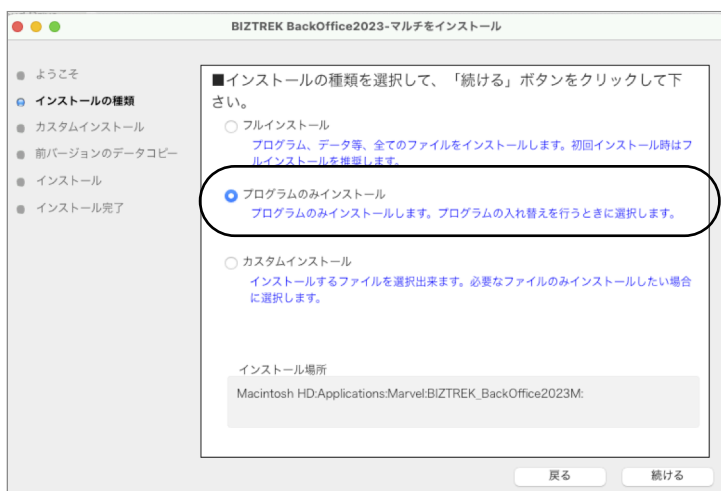 BIZTREK BackOffice2023-マルチをインストール
ようこそ
インストールの種類
カスタムインストール
前バージョンのデータコピー
インストール
インストール完了
■インストールの種類を選択して、「続ける」ボタンをクリックして下
さい。
フルインストール
プログラム、データ等、全てのファイルをインストールします。初回インストール時はフ
ルインストールを推奨します。
プログラムのみインストール
プログラムのみインストールします。プログラムの入れ替えを行うときに選択します。
カスタムインストール
インストールするファイルを選択出来ます。必要なファイルのみインストールしたい場合
に選択します。
インストール場所
Macintosh HD:Applications:Marvel:BIZTREK_BackOffice2023M:
戻る
続ける